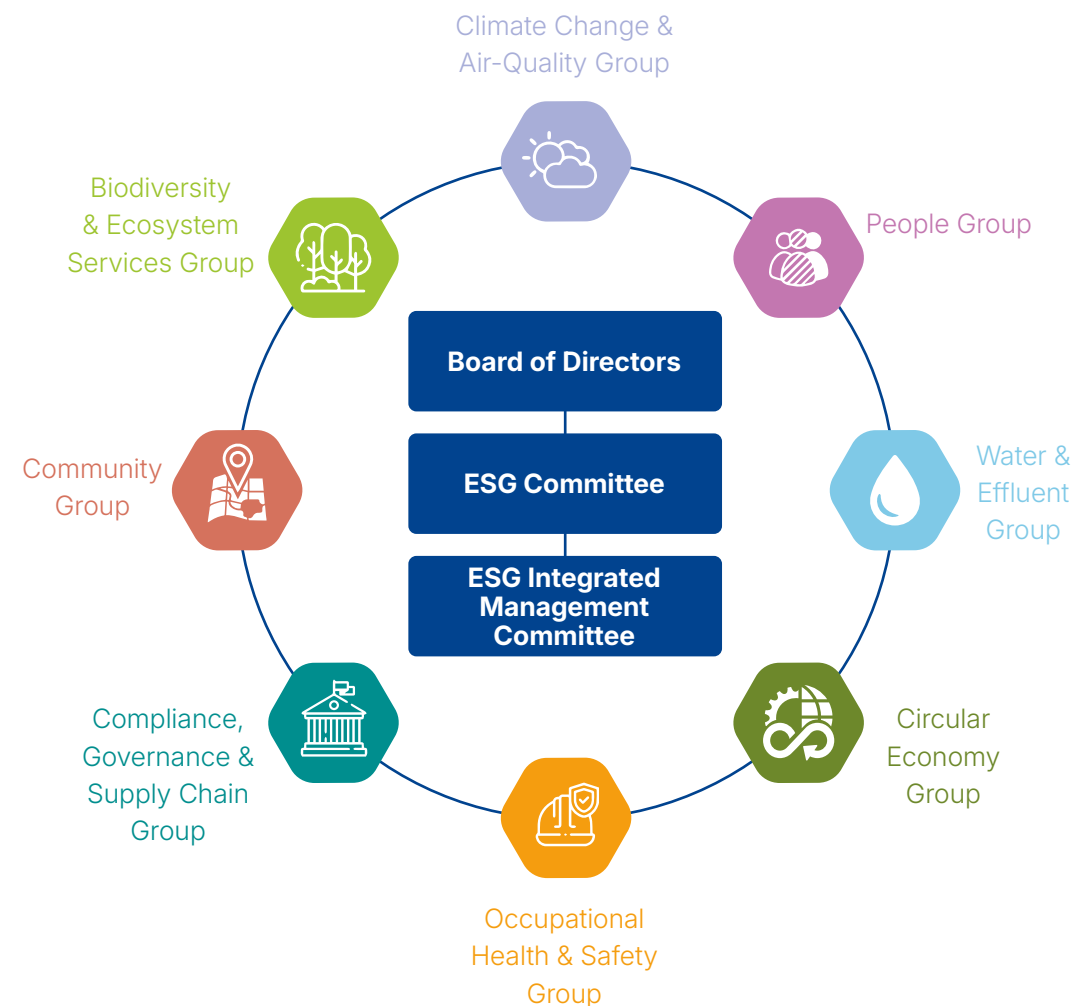 Climate Change &
Air-Quality Group
People Group
Water &
Effluent
Group
Circular
Economy
Group
Occupational
Health & Safety
Group
Compliance,
Governance &
Supply Chain
Group
Community
Group
Biodiversity
& Ecosystem
Services Group
Board of Directors
ESG Committee
ESG Integrated
Management
Committee